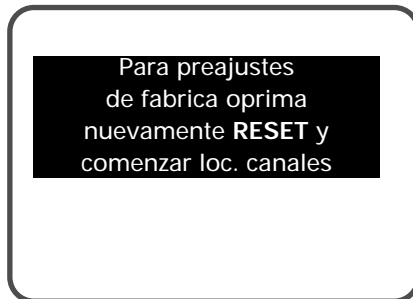 Para preajustes
de fabrica oprima
nuevamente RESET y
comenzar loc. canales